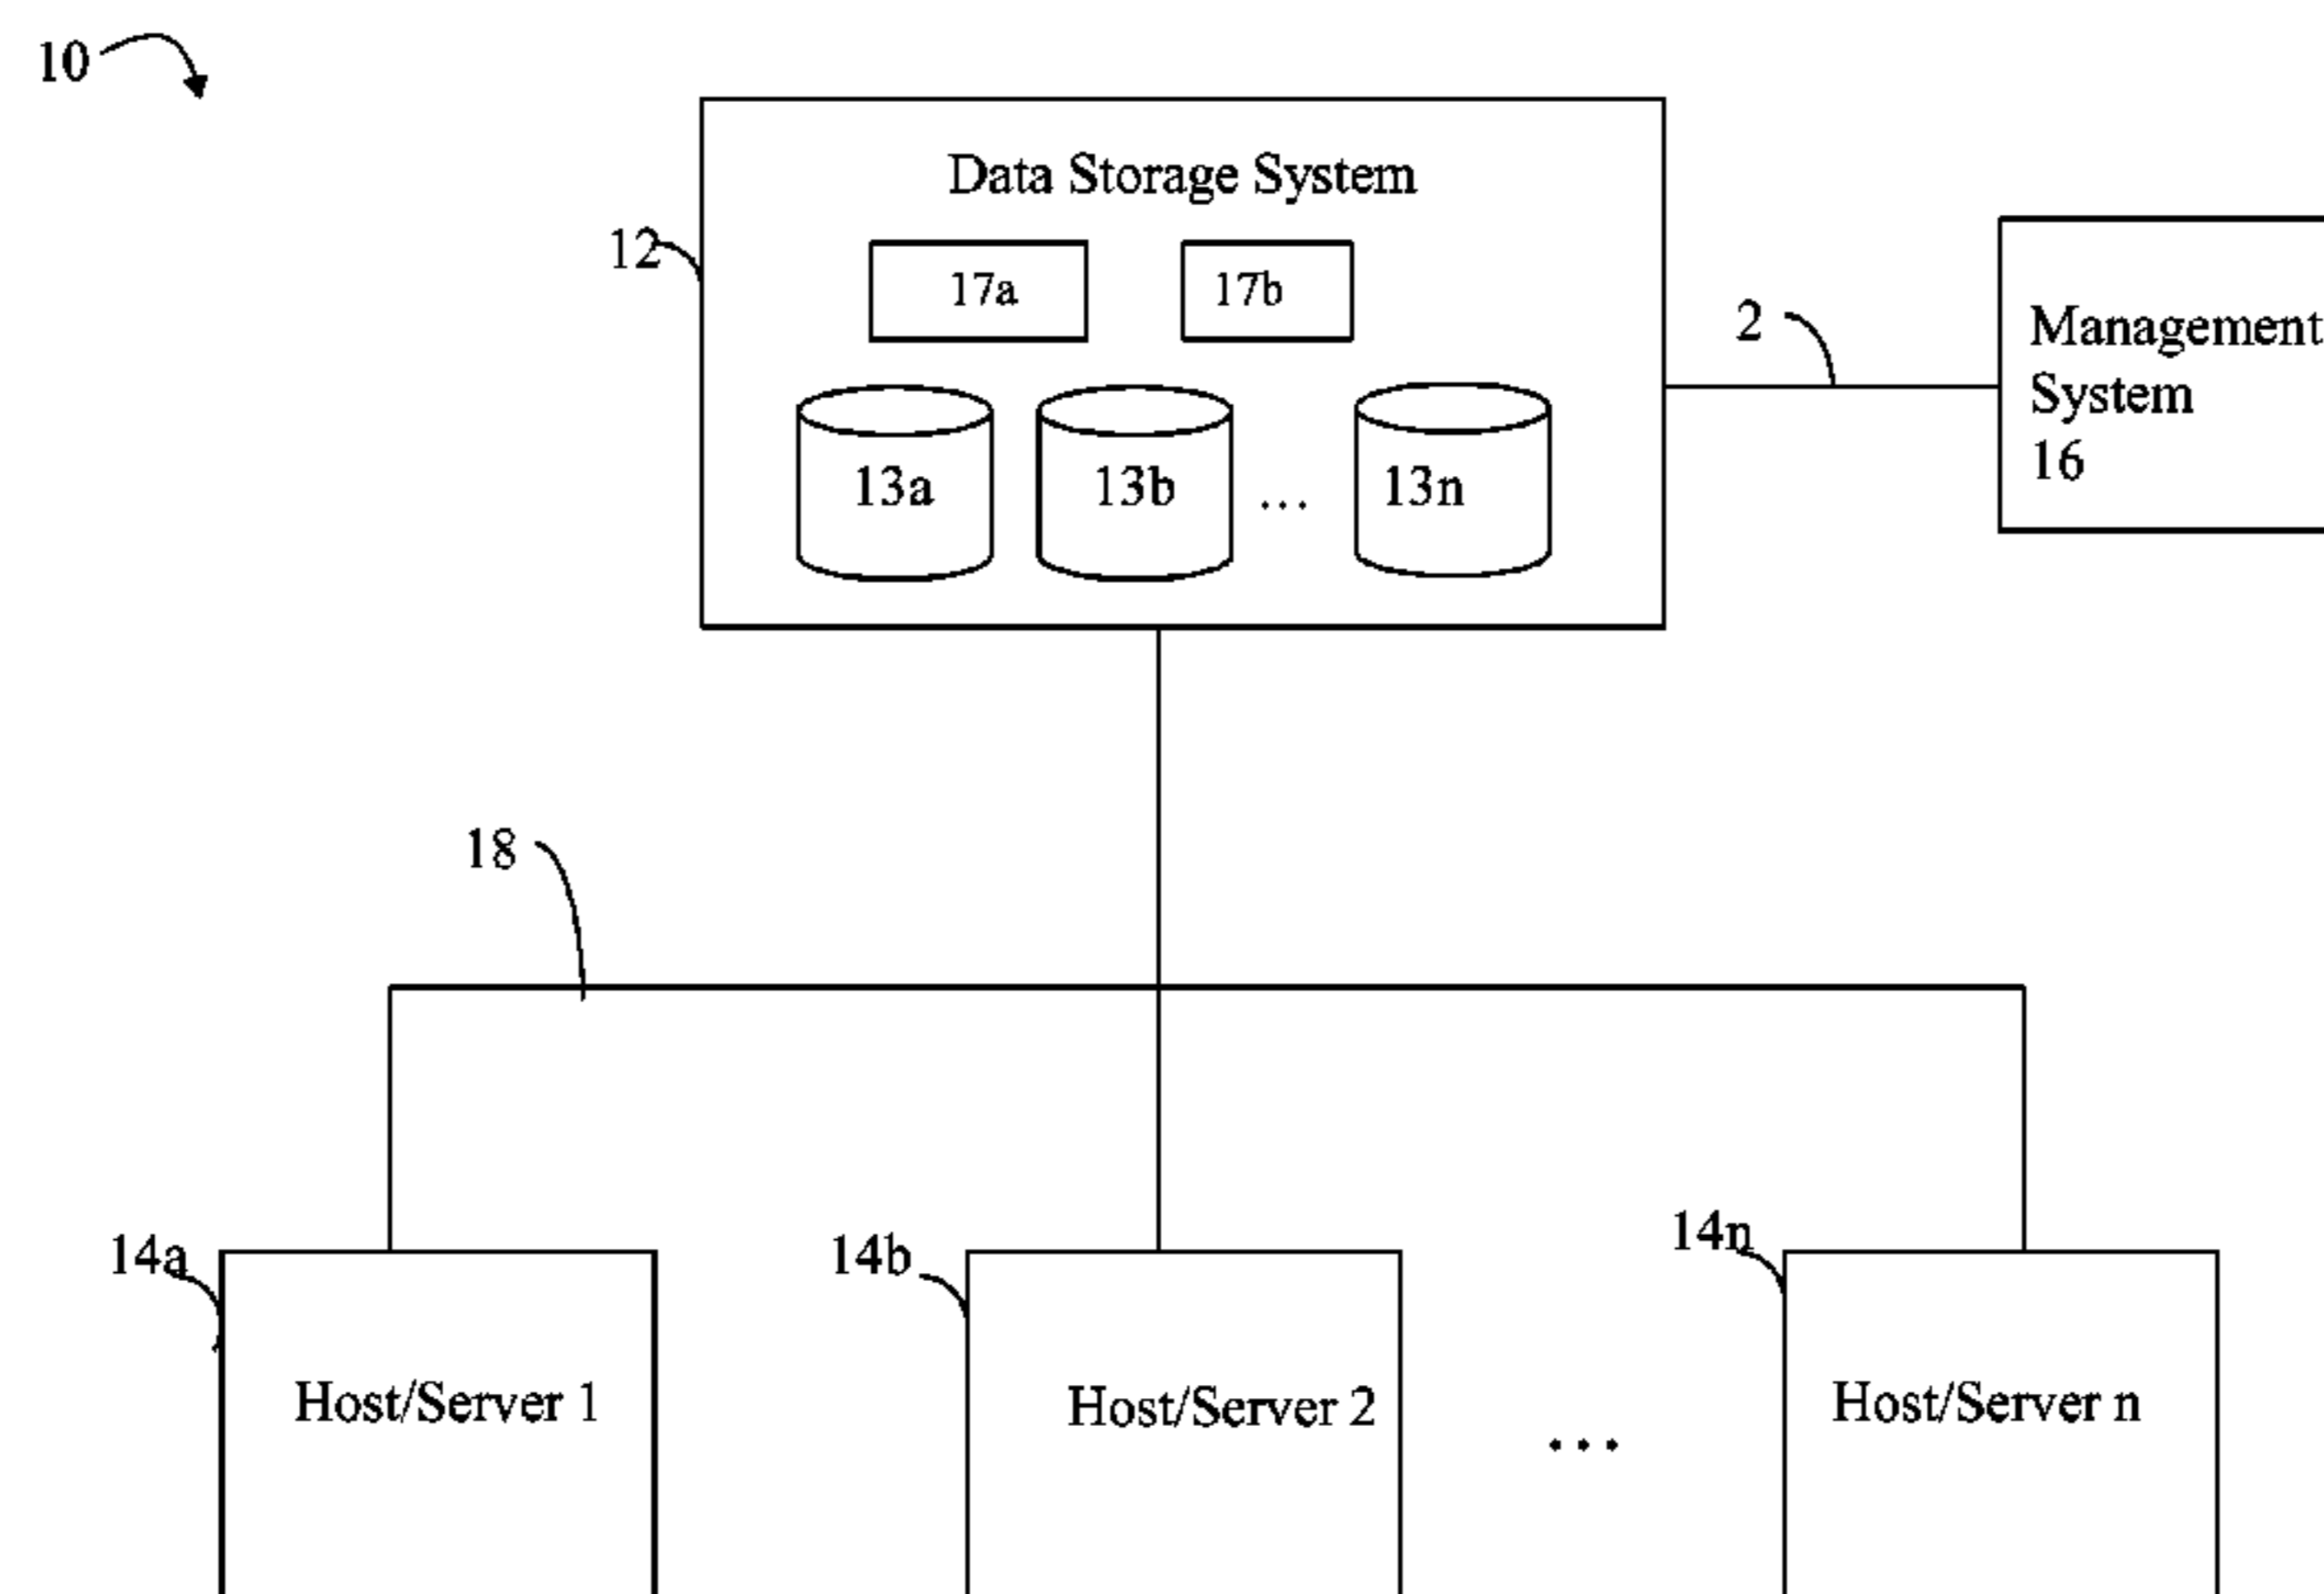 10
Data Storage System
12
17a
17b
2
Management
System
16
13a
13b
...
13n
18
14a
14b
14n
Host/Server 1
Host/Server 2
...
Host/Server n